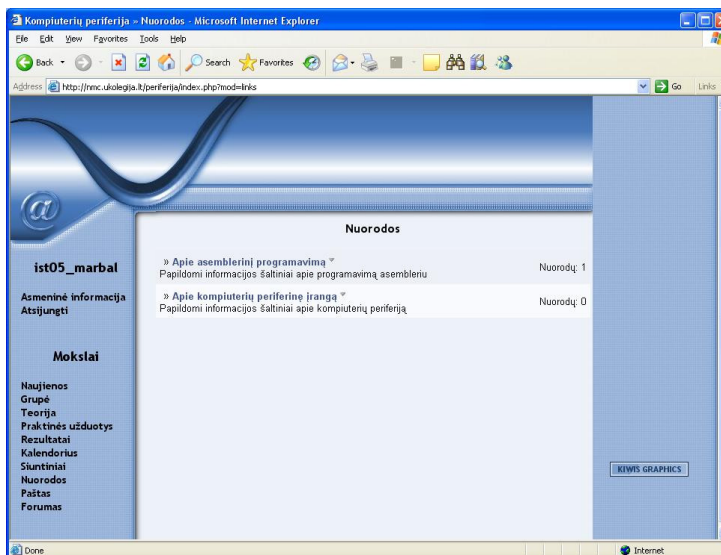 Kompiuterių periferija » Nuorodos - Microsoft Internet Explorer
File Edit View Favorites Tools Help
Back Search Favorites
Address http://nmc.ukolegija.lt/periferija/index.php?mod=links Go Links
@
Nuorodos
» Apie asemblerinį programavimą
Papildomi informacijos šaltiniai apie programavimą asembleriu
Nuorodų: 1
» Apie kompiuterių periferinę įrangą
Papildomi informacijos šaltiniai apie kompiuterių periferiją
Nuorodų: 0
ist05_marbal
Asmeninė informacija
Atsijungti
Mokslai
Naujienos
Grupė
Teorija
Praktinės užduotys
Rezultatai
Kalendorius
Siuntiniai
Nuorodos
Paštas
Forumas
KIWIS GRAPHICS
Done Internet